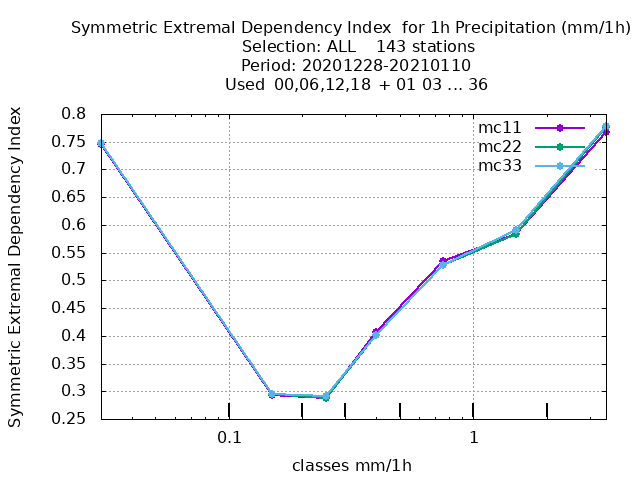 Symmetric Extremal Dependency Index  for 1h Precipitation (mm/1h)
Selection: ALL    143 stations
Period: 20201228-20210110
Used  00,06,12,18  + 01 03 ... 36
Symmetric Extremal Dependency Index
0.8
0.75
0.7
0.65
0.6
0.55
0.5
0.45
0.4
0.35
0.3
0.25
mc11
mc22
mc33
0.1 1
classes mm/1h